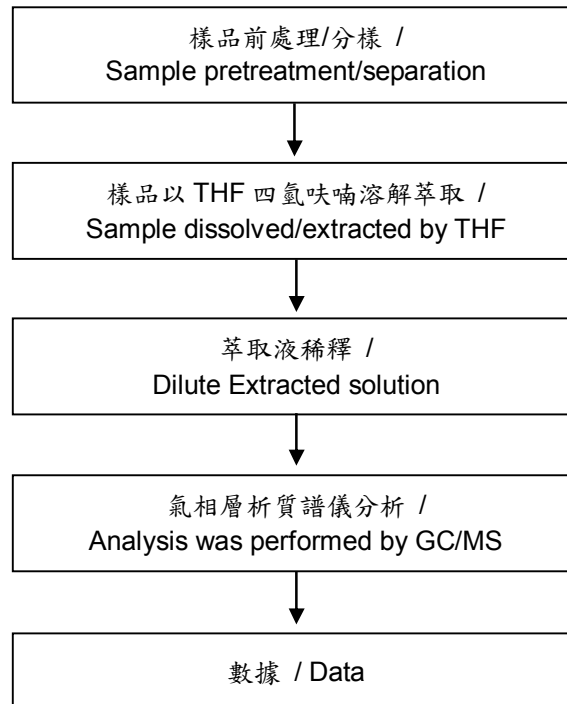 樣品前處理/分樣 /
Sample pretreatment/separation
樣品以 THF 四氫呋喃溶解萃取 /
Sample dissolved/extracted by THF
萃取液稀釋 /
Dilute Extracted solution
氣相層析質譜儀分析 /
Analysis was performed by GC/MS
數據 / Data